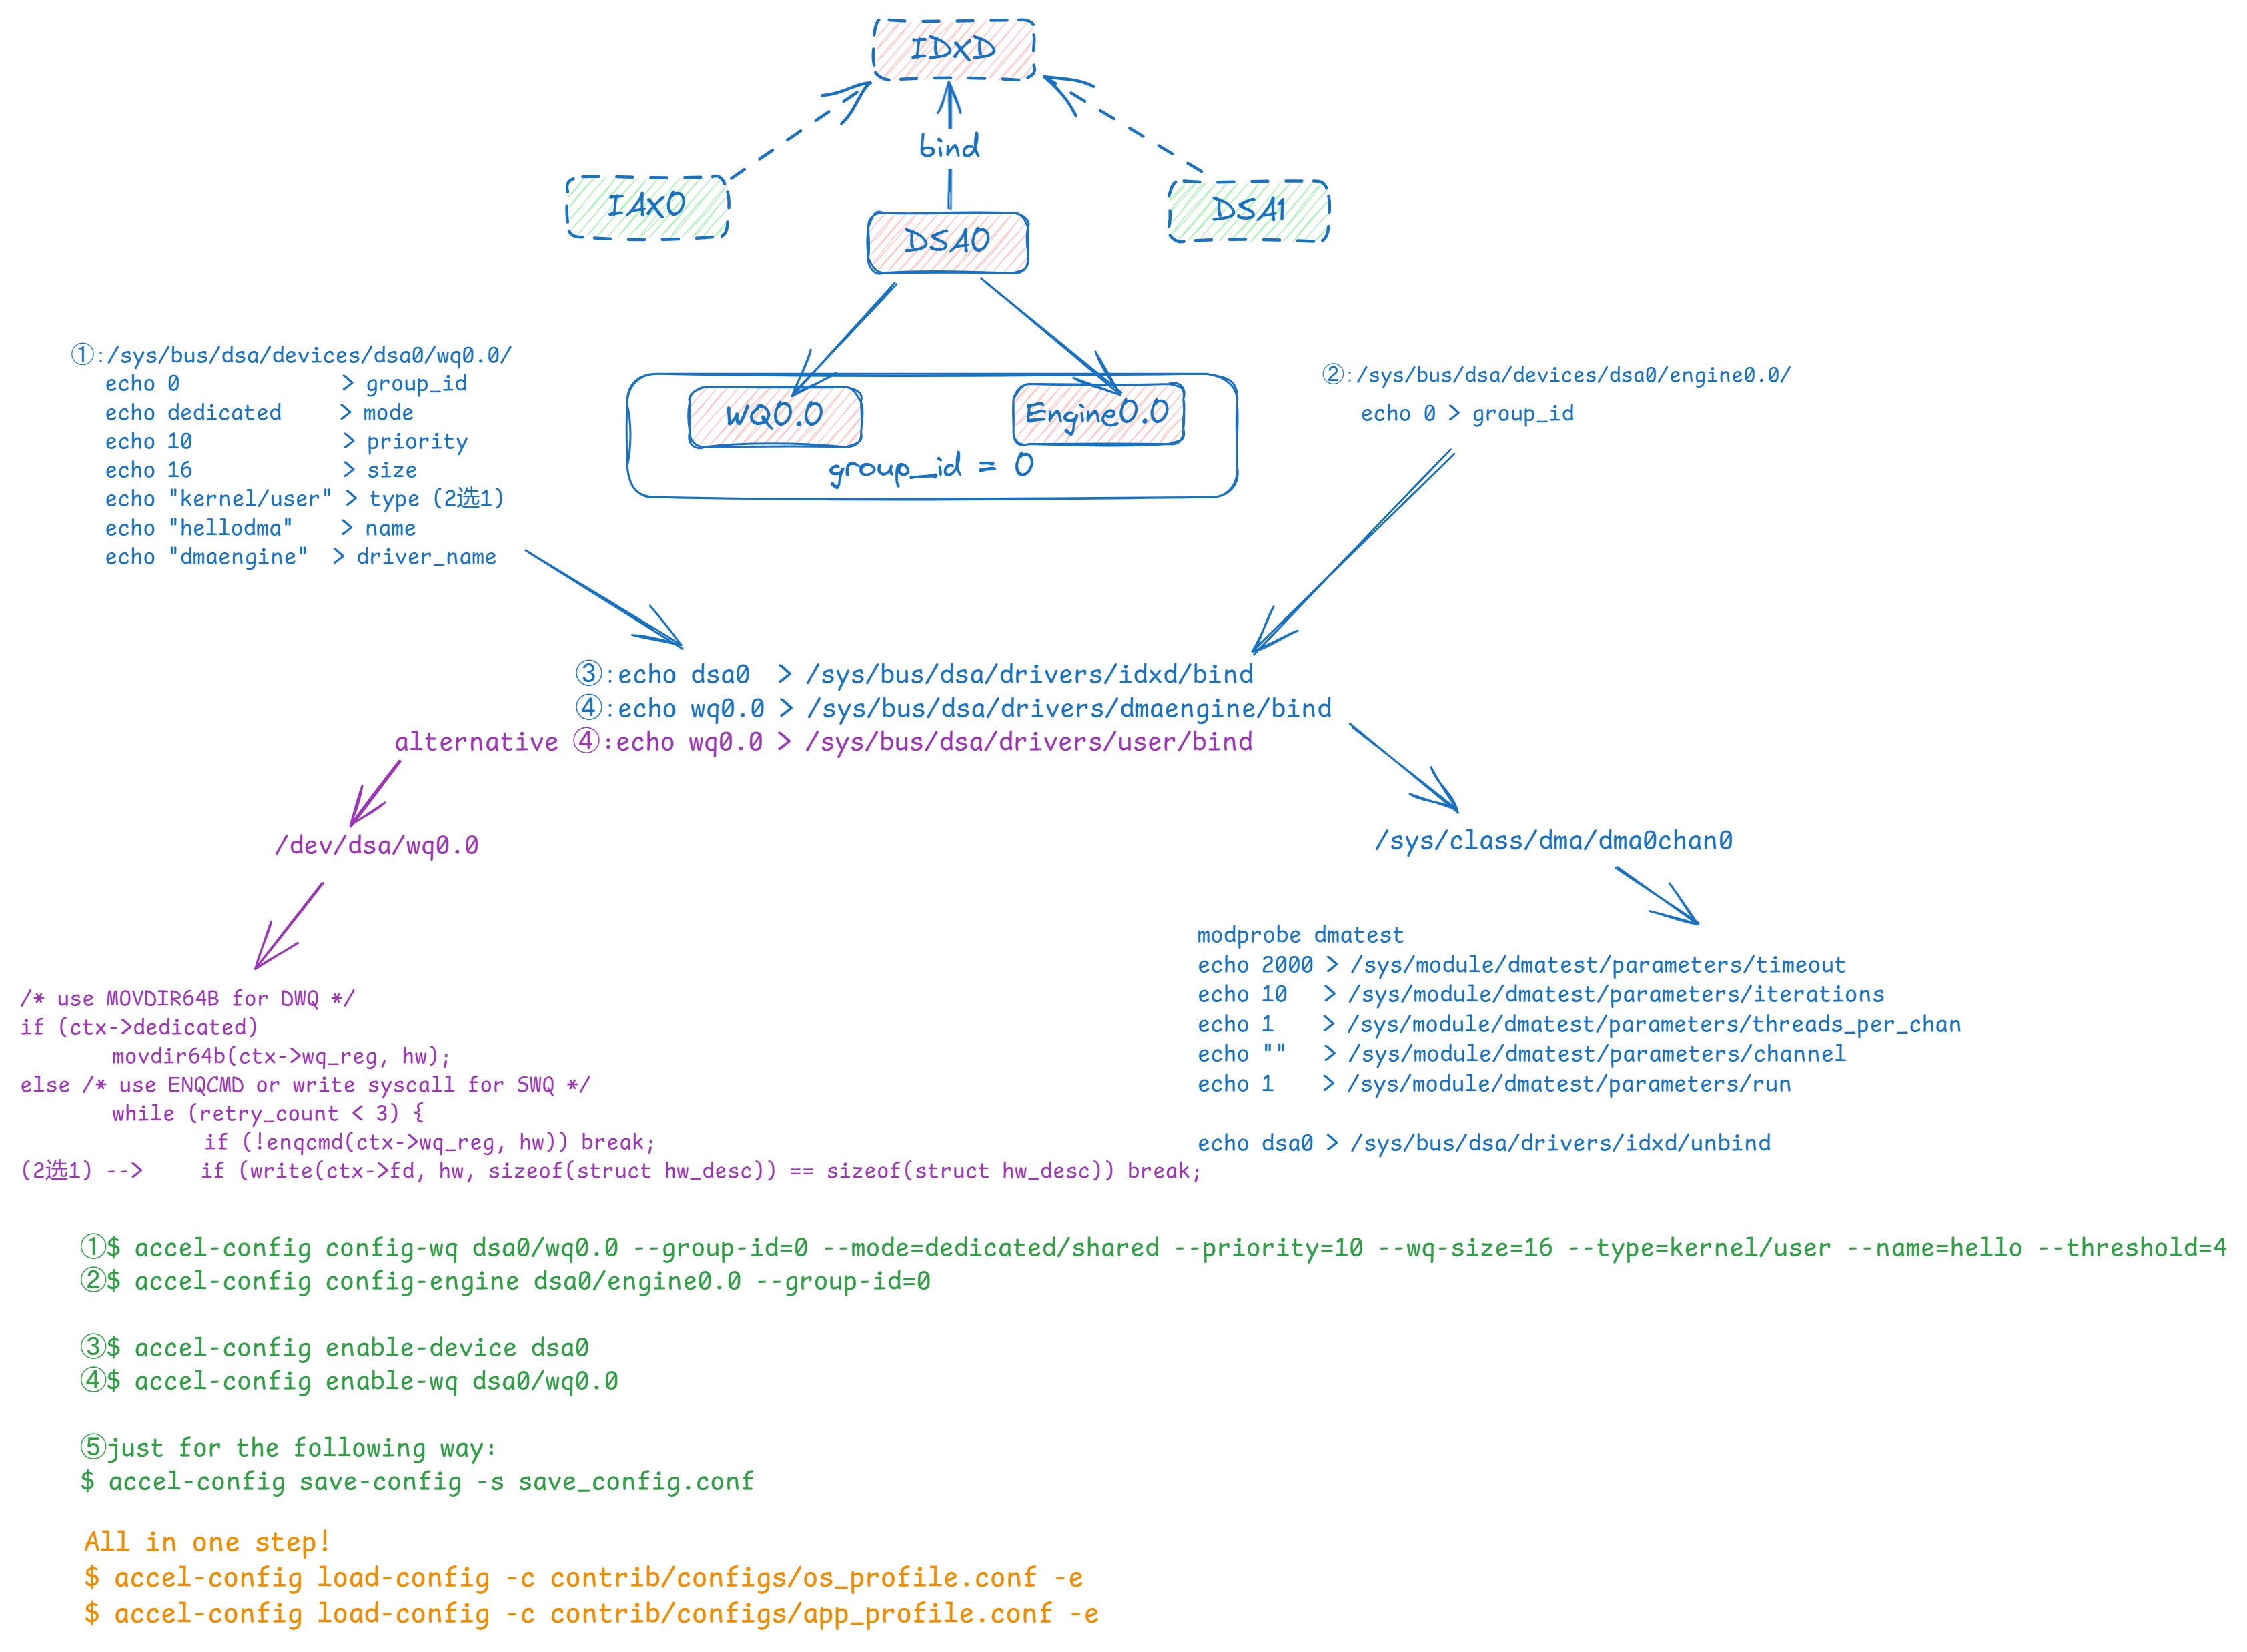 IDXD
bind
IAX0
DSA1
DSA0
①:/sys/bus/dsa/devices/dsa0/wq0.0/
echo 0 > group_id
echo dedicated > mode
echo 10 > priority
echo 16 > size
echo "kernel/user" > type (2选1)
echo "hellodma" > name
echo "dmaengine" > driver_name
WQ0.0
Engine0.0
group_id = 0
②:/sys/bus/dsa/devices/dsa0/engine0.0/
echo 0 > group_id
③:echo dsa0 > /sys/bus/dsa/drivers/idxd/bind
④:echo wq0.0 > /sys/bus/dsa/drivers/dmaengine/bind
alternative ④:echo wq0.0 > /sys/bus/dsa/drivers/user/bind
/dev/dsa/wq0.0
/sys/class/dma/dma0chan0
/* use MOVDIR64B for DWQ */
if (ctx->dedicated)
movdir64b(ctx->wq_reg, hw);
else /* use ENQCMD or write syscall for SWQ */
while (retry_count < 3) {
if (!enqcmd(ctx->wq_reg, hw)) break;
(2选1) --> if (write(ctx->fd, hw, sizeof(struct hw_desc)) == sizeof(struct hw_desc)) break;
modprobe dmatest
echo 2000 > /sys/module/dmatest/parameters/timeout
echo 10 > /sys/module/dmatest/parameters/iterations
echo 1 > /sys/module/dmatest/parameters/threads_per_chan
echo "" > /sys/module/dmatest/parameters/channel
echo 1 > /sys/module/dmatest/parameters/run
echo dsa0 > /sys/bus/dsa/drivers/idxd/unbind
①$ accel-config config-wq dsa0/wq0.0 --group-id=0 --mode=dedicated/shared --priority=10 --wq-size=16 --type=kernel/user --name=hello --threshold=4
②$ accel-config config-engine dsa0/engine0.0 --group-id=0
③$ accel-config enable-device dsa0
④$ accel-config enable-wq dsa0/wq0.0
⑤just for the following way:
$ accel-config save-config -s save_config.conf
All in one step!
$ accel-config load-config -c contrib/configs/os_profile.conf -e
$ accel-config load-config -c contrib/configs/app_profile.conf -e